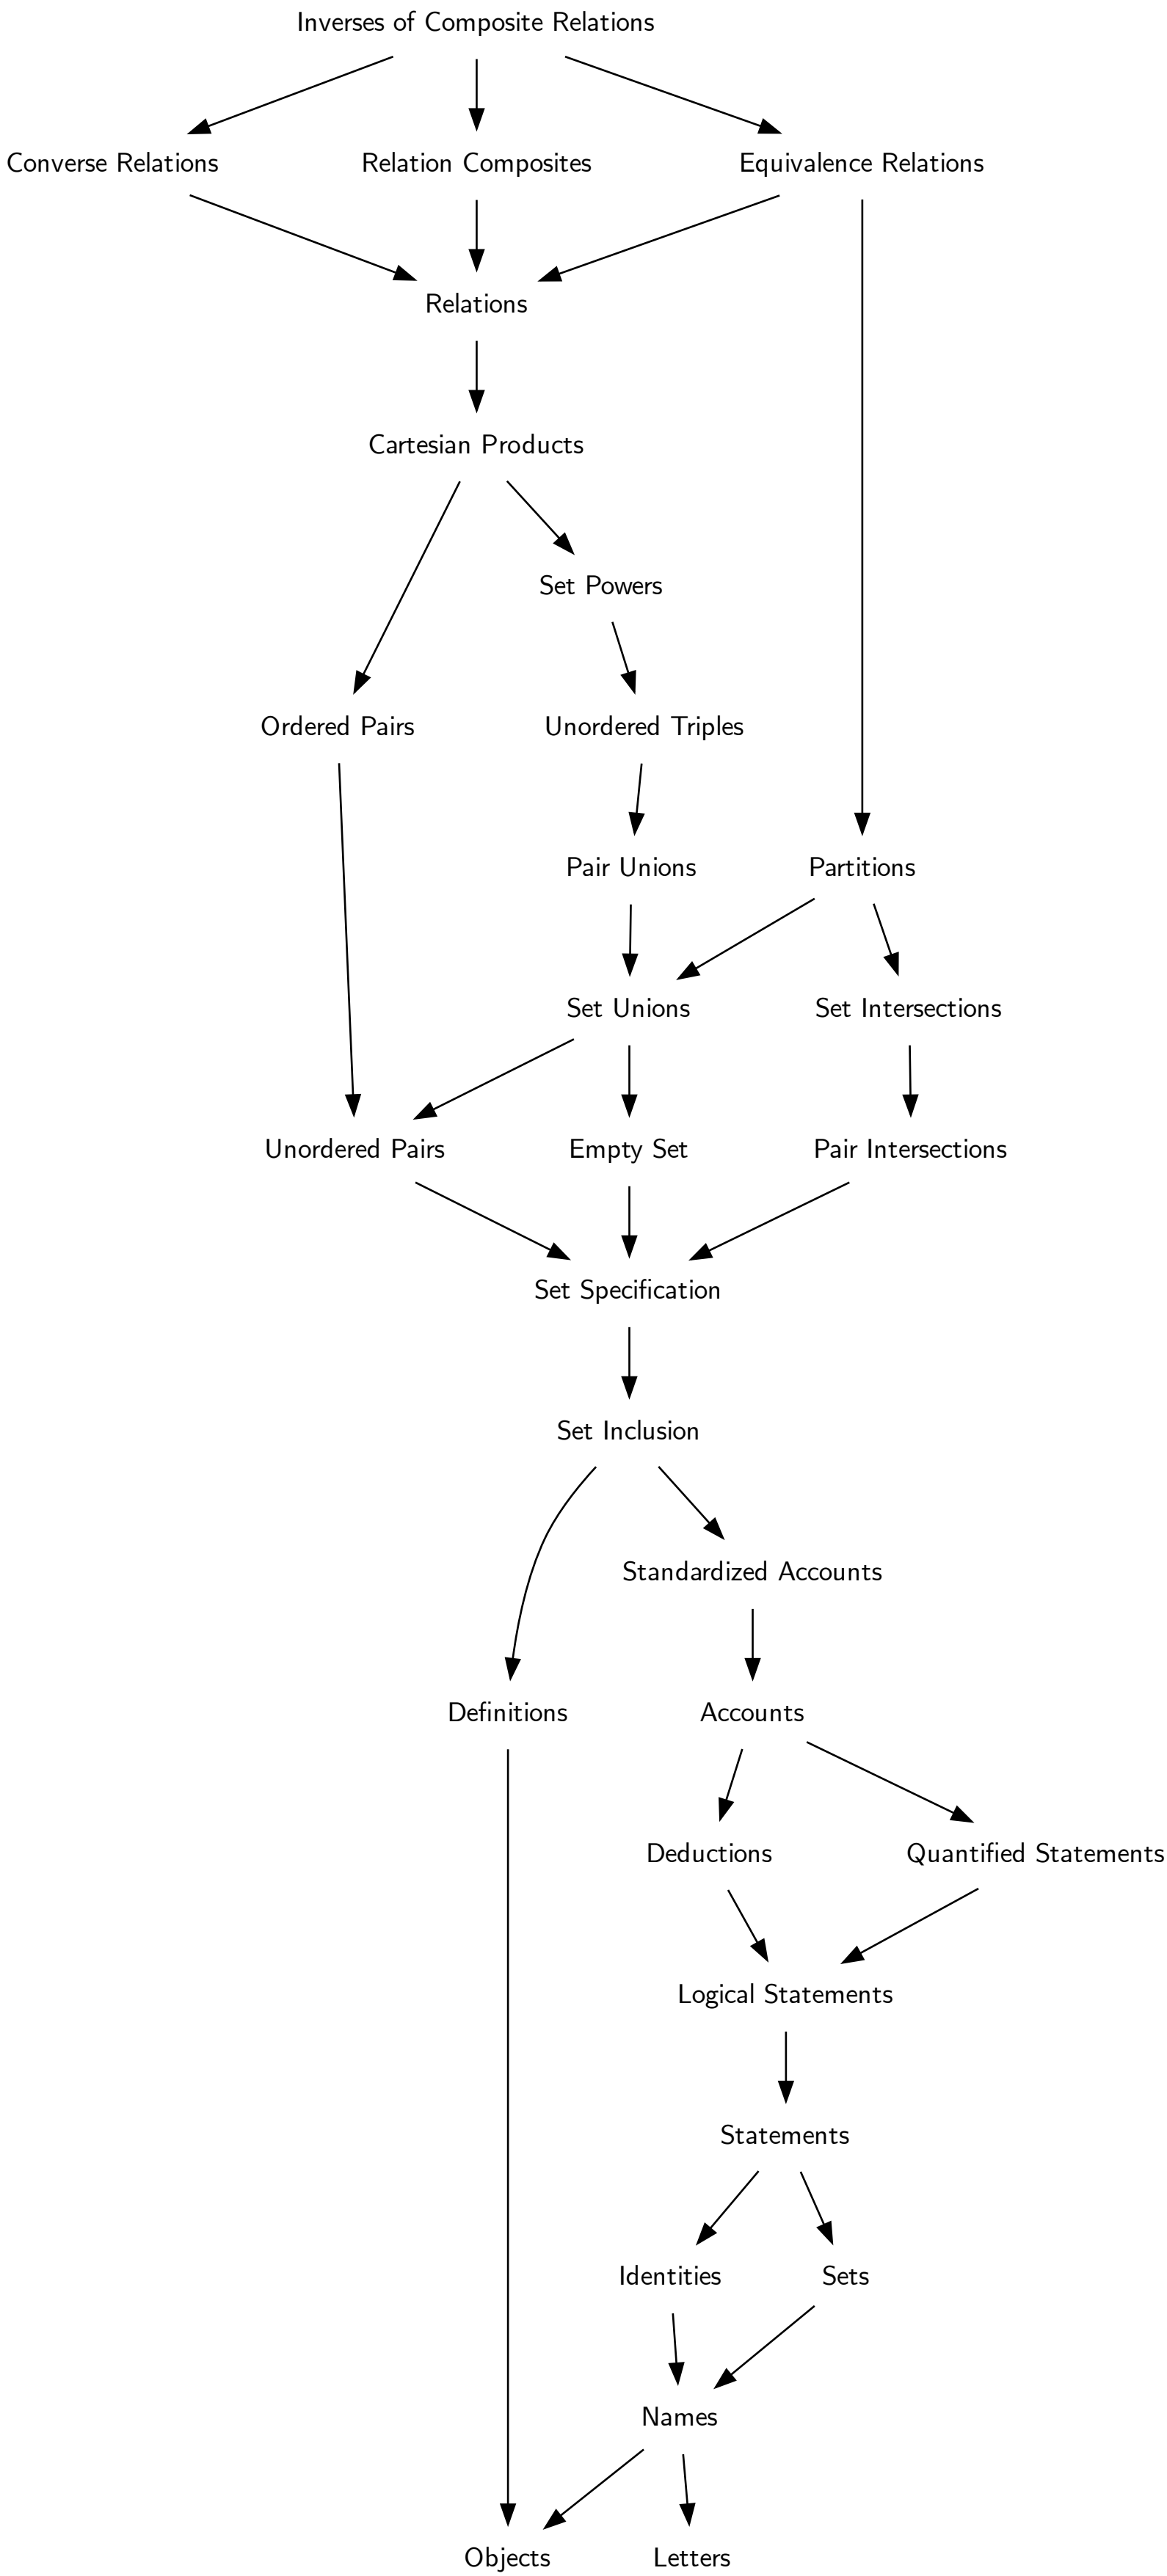 Inverses of Composite Relations
Converse Relations
Relation Composites
Equivalence Relations
Relations
Cartesian Products
Set Powers
Ordered Pairs
Unordered Triples
Pair Unions
Partitions
Set Unions
Set Intersections
Unordered Pairs
Empty Set
Pair Intersections
Set Specification
Set Inclusion
Standardized Accounts
Definitions
Accounts
Deductions
Quantified Statements
Logical Statements
Statements
Identities
Sets
Names
Objects
Letters